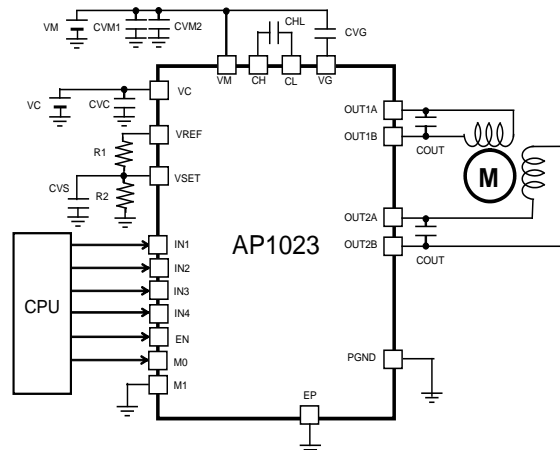 VM
CVM1
CVM2
CHL
CVG
VM
CH
CL
VG
VC
VC
CVC
VREF
R1
VSET
CVS
R2
OUT1A
OUT1B
COUT
M
OUT2A
OUT2B
COUT
AP1023
CPU
IN1
IN2
IN3
IN4
EN
M0
M1
PGND
EP